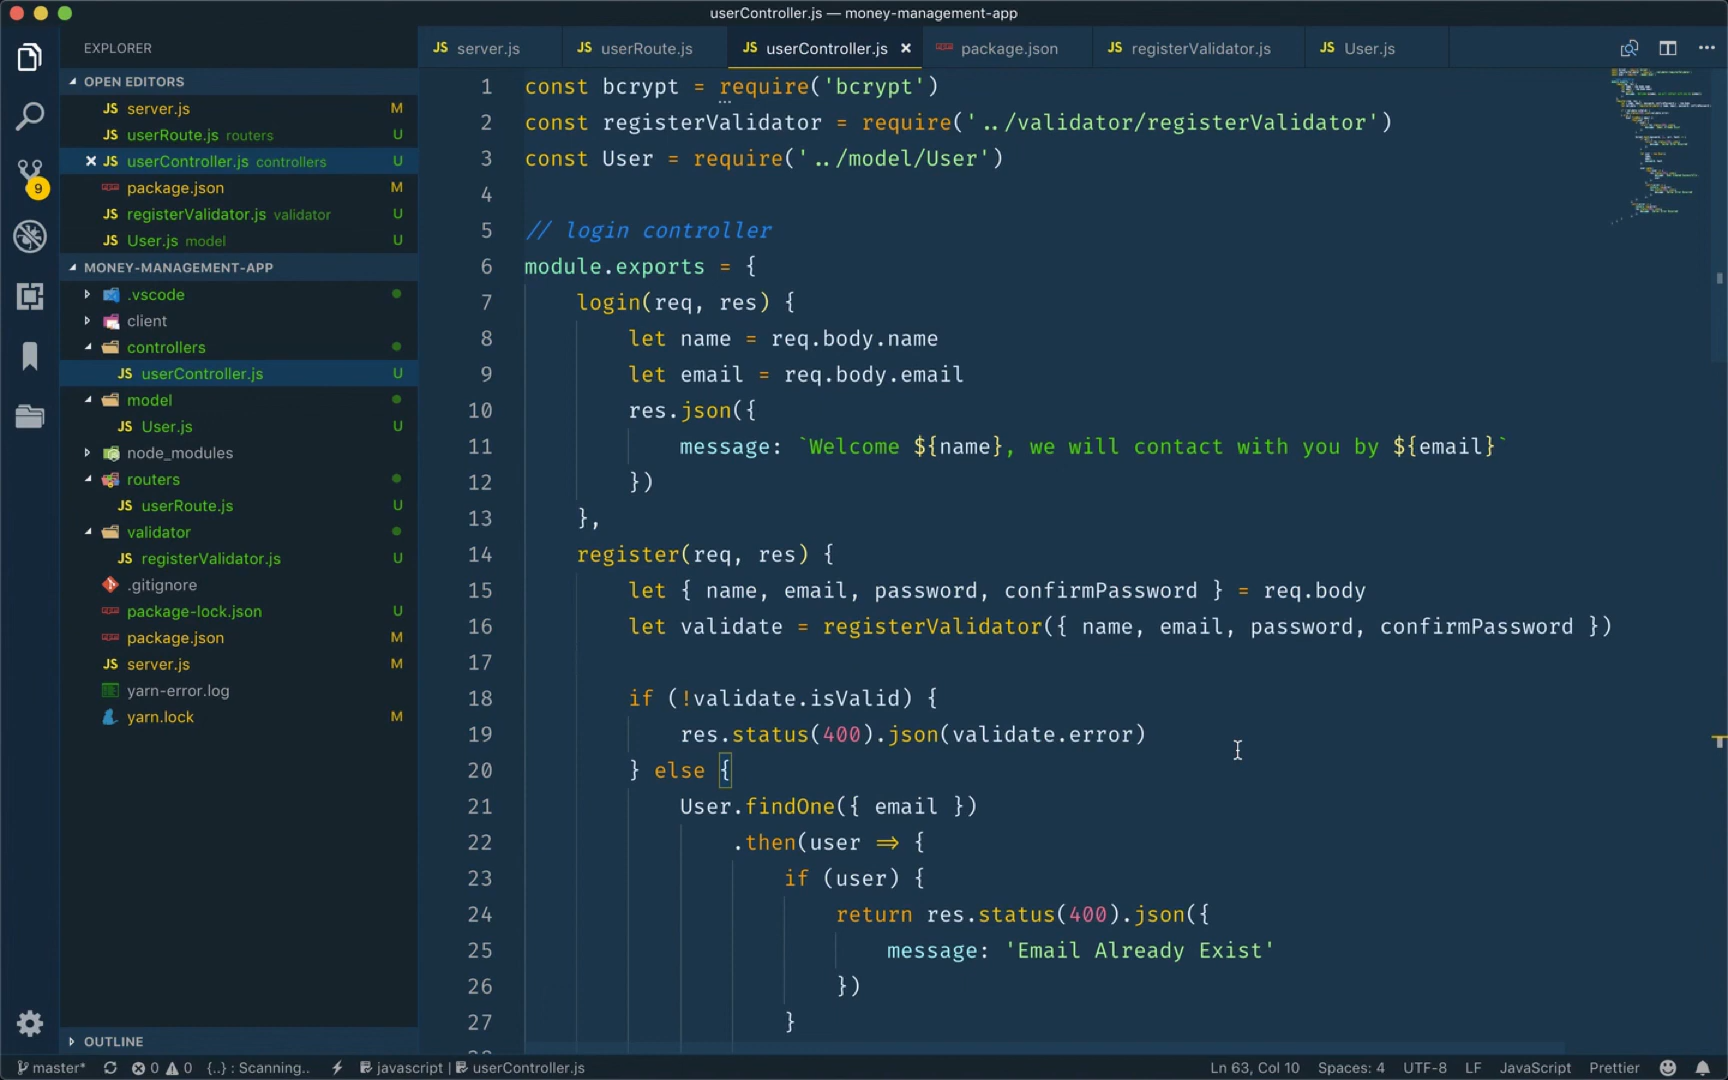 userController.js — money-management-app
EXPLORER
OPEN EDITORS
JS server.js M
JS userRoute.js routers U
JS userController.js controllers U
package.json M
JS registerValidator.js validator U
JS User.js model U
MONEY-MANAGEMENT-APP
.vscode
client
controllers
JS userController.js U
model
JS User.js U
node_modules
routers
JS userRoute.js U
validator
JS registerValidator.js U
.gitignore
package-lock.json U
package.json M
JS server.js M
yarn-error.log
yarn.lock M
OUTLINE
9
JS server.js JS userRoute.js JS userController.js package.json JS registerValidator.js JS User.js
1 const bcrypt = require('bcrypt')
2 const registerValidator = require('../validator/registerValidator')
3 const User = require('../model/User')
4
5 // login controller
6 module.exports = {
7 login(req, res) {
8 let name = req.body.name
9 let email = req.body.email
10 res.json({
11 message: `Welcome ${name}, we will contact with you by ${email}`
12 })
13 },
14 register(req, res) {
15 let { name, email, password, confirmPassword } = req.body
16 let validate = registerValidator({ name, email, password, confirmPassword })
17
18 if (!validate.isValid) {
19 res.status(400).json(validate.error)
20 } else {
21 User.findOne({ email })
22 .then(user => {
23 if (user) {
24 return res.status(400).json({
25 message: 'Email Already Exist'
26 })
27 }
master* 0 0 {..} : Scanning.. javascript | userController.js Ln 63, Col 10 Spaces: 4 UTF-8 LF JavaScript Prettier